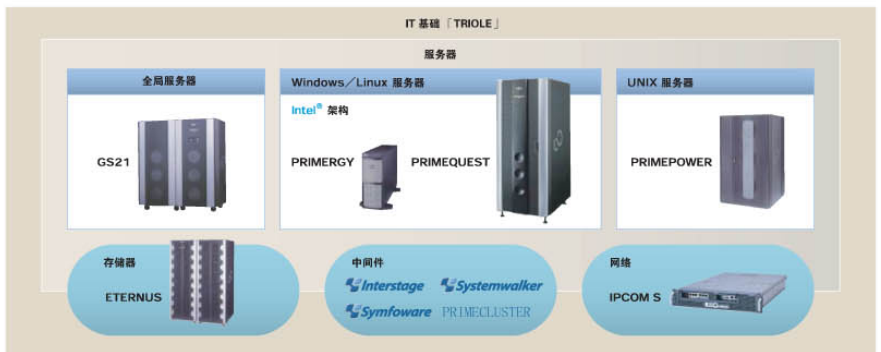 IT 基础「TRIOLE」
服务器
全局服务器
GS21
Windows／Linux 服务器
Intel® 架构
PRIMERGY
PRIMEQUEST
UNIX 服务器
PRIMEPOWER
存储器
ETERNUS
中间件
Interstage
Systemwalker
Symfoware
PRIMECLUSTER
网络
IPCOM S